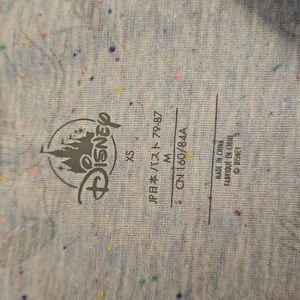 Disney
XS
JP日本 バスト 79-87
M
CN 160/84A
MADE IN CHINA
FABRIQUÉ EN CHINE
© DISNEY